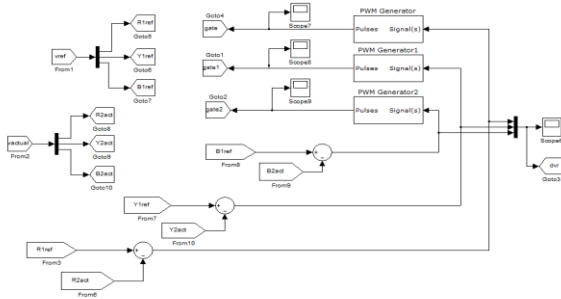 R1ref
Goto5
vref
From1
Y1ref
Goto6
B1ref
Goto7
R2act
Goto8
vactual
From2
Y2act
Goto9
B2act
Goto10
Goto4
gate
Scope7
PWM Generator
Pulses Signal(s)
Goto1
gate1
Scope8
PWM Generator1
Pulses Signal(s)
Goto2
gate2
Scope9
PWM Generator2
Pulses Signal(s)
B1ref
From8
B2act
From9
dvr
Goto3
Y1ref
From7
Y2act
From10
R1ref
From3
R2act
From6